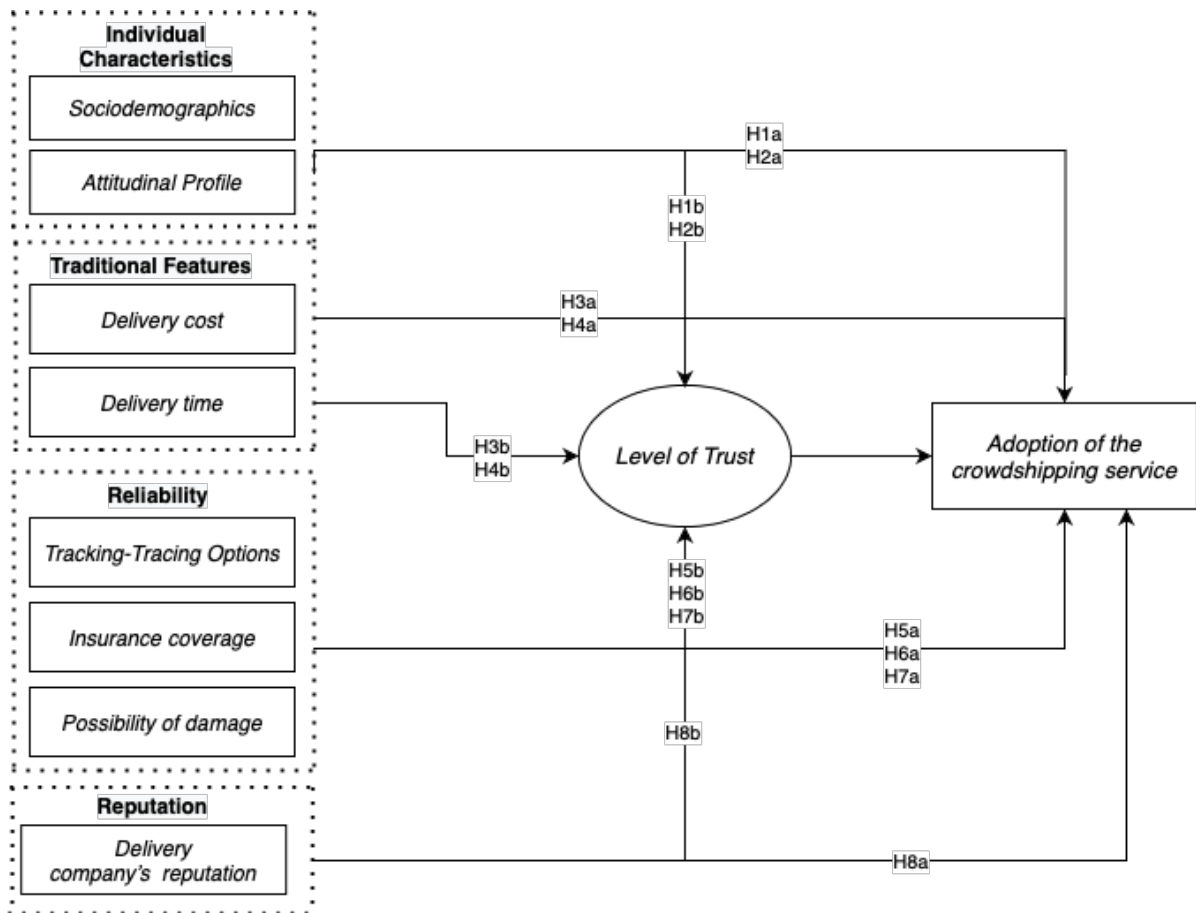 Individual
Characteristics
Sociodemographics
Attitudinal Profile
H1a
H2a
H1b
H2b
Traditional Features
Delivery cost
Delivery time
H3a
H4a
H3b
H4b
Level of Trust
Adoption of the
crowdshipping service
Reliability
Tracking-Tracing Options
Insurance coverage
Possibility of damage
H5b
H6b
H7b
H5a
H6a
H7a
H8b
Reputation
Delivery
company's reputation
H8a